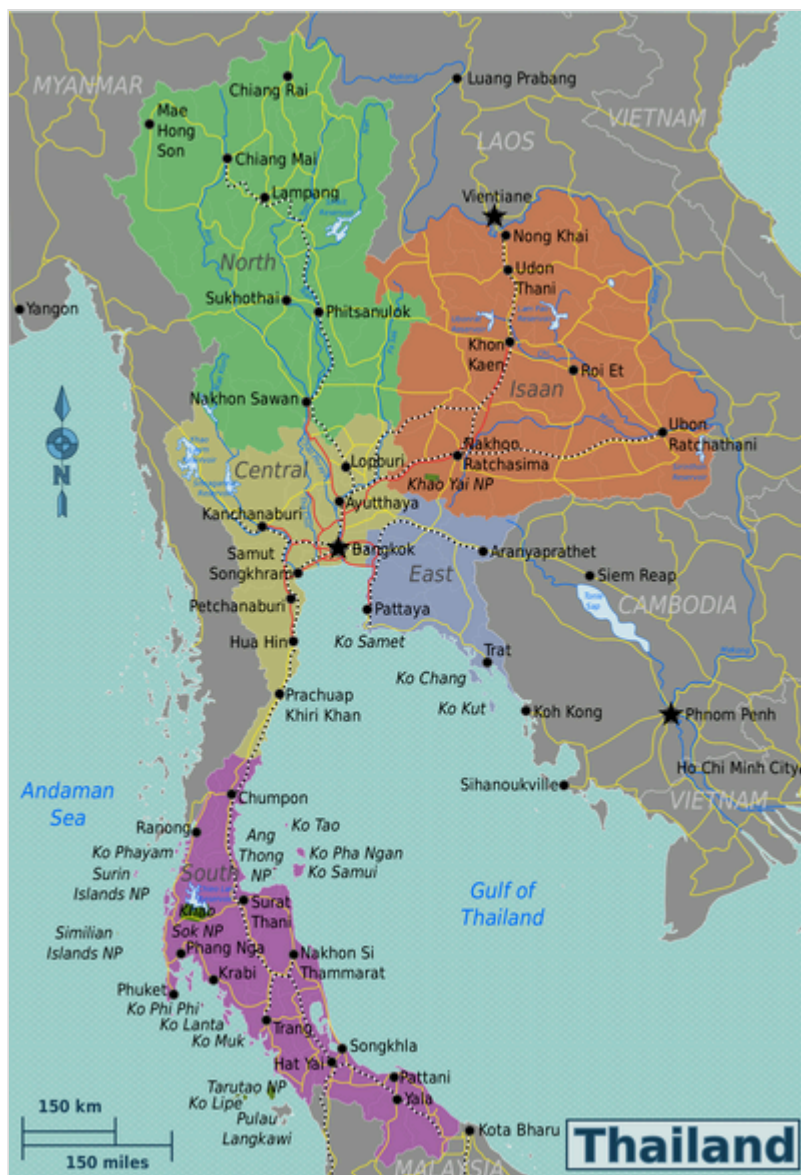 MYANMAR
Chiang Rai
Luang Prabang
Mae
Hong
Son
VIETNAM
LAOS
Chiang Mai
Lampang
Vientiane
Nong Khai
North
Udon
Thani
Sukhothai
Phitsanulok
Yangon
Khon
Kaen
Roi Et
Isaan
Nakhon Sawan
Ubon
Ratchathani
Lopburi
Central
Nakhon
Ratchasima
Khao Yai NP
N
Ayutthaya
Kanchanaburi
Bangkok
Aranyaprathet
Samut
Songkhram
East
Siem Reap
Tonle
Sap
CAMBODIA
Petchanaburi
Pattaya
Ko Samet
Hua Hin
Trat
Mekong
Ko Chang
Prachuap
Khiri Khan
Ko Kut
Koh Kong
Phnom Penh
Ho Chi Minh City
Sihanoukville
VIETNAM
Andaman
Sea
Chumpon
Ranong
Ko Tao
Ang
Thong
NP
Ko Phayam
Ko Pha Ngan
Ko Samui
Surin
Islands NP
South
Khao
Sok NP
Surat
Thani
Gulf of
Thailand
Similian
Islands NP
Phang Nga
Nakhon Si
Thammarat
Krabi
Phuket
Ko Phi Phi
Ko Lanta
Ko Muk
Trang
Songkhla
Hat Yai
Pattani
Tarutao NP
Ko Lipe
Yala
Pulau
Langkawi
150 km
150 miles
Kota Bharu
Thailand
MALAYSIA